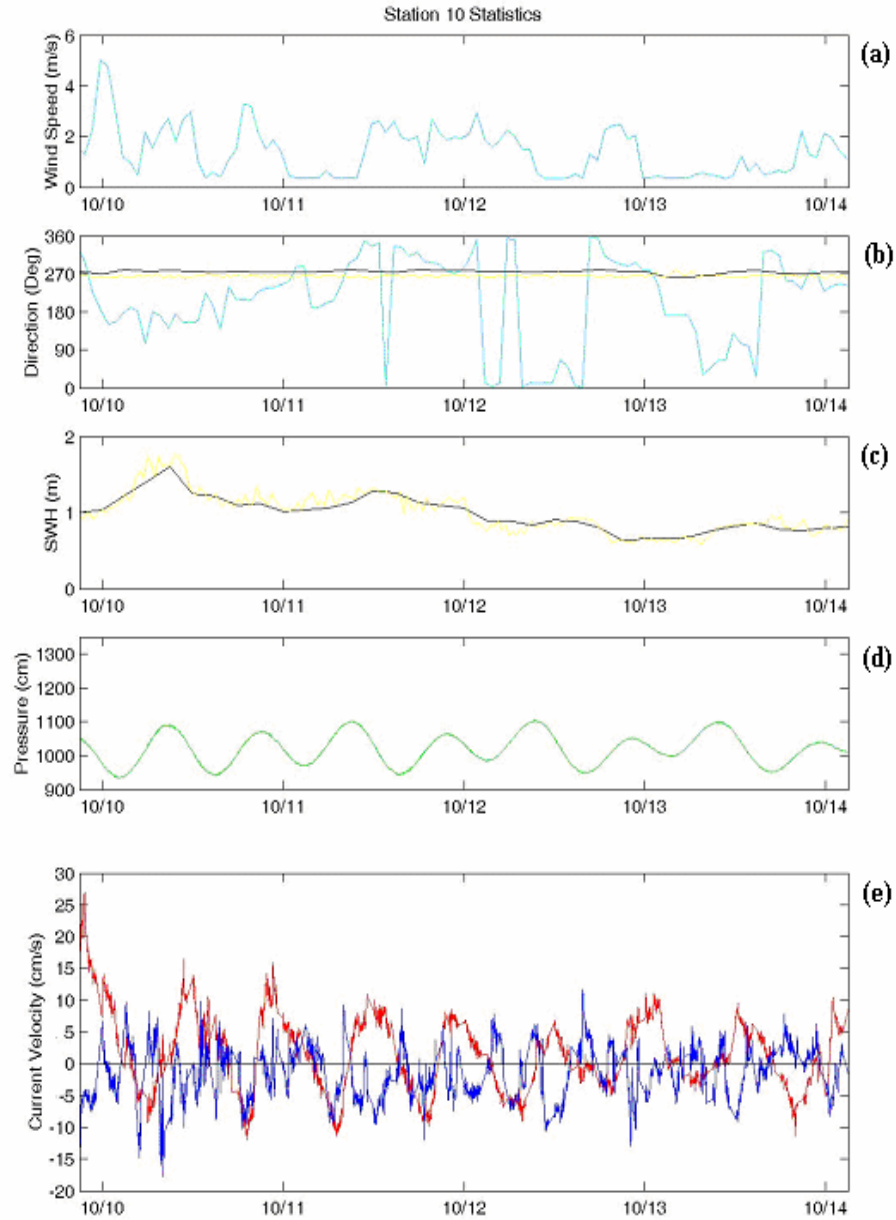 Station 10 Statistics
(a)
Wind Speed (m/s)
6
4
2
0
10/10 10/11 10/12 10/13 10/14
(b)
Direction (Deg)
360
270
180
90
0
10/10 10/11 10/12 10/13 10/14
(c)
SWH (m)
2
1
0
10/10 10/11 10/12 10/13 10/14
(d)
Pressure (cm)
1300
1200
1100
1000
900
10/10 10/11 10/12 10/13 10/14
(e)
Current Velocity (cm/s)
30
25
20
15
10
5
0
-5
-10
-15
-20
10/10 10/11 10/12 10/13 10/14